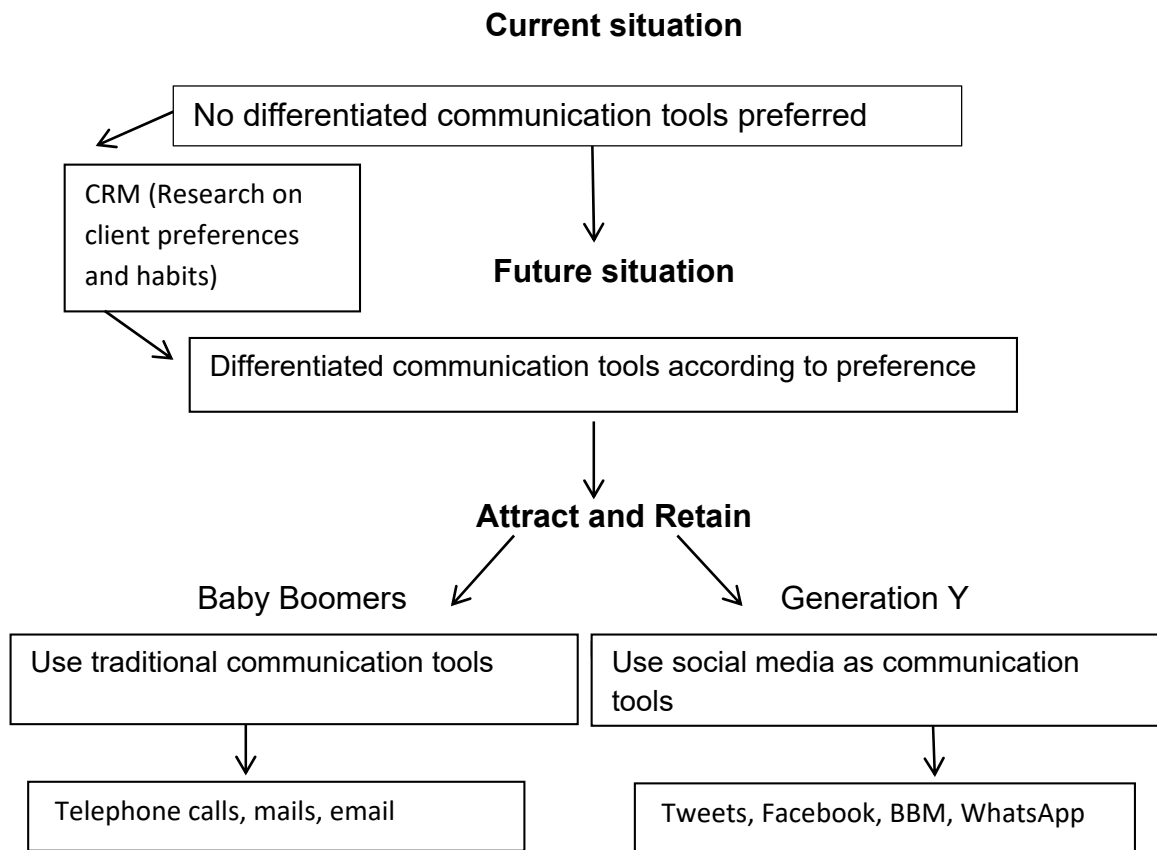 Current situation
No differentiated communication tools preferred
CRM (Research on
client preferences
and habits)
Future situation
Differentiated communication tools according to preference
Attract and Retain
Baby Boomers
Generation Y
Use traditional communication tools
Use social media as communication
tools
Telephone calls, mails, email
Tweets, Facebook, BBM, WhatsApp